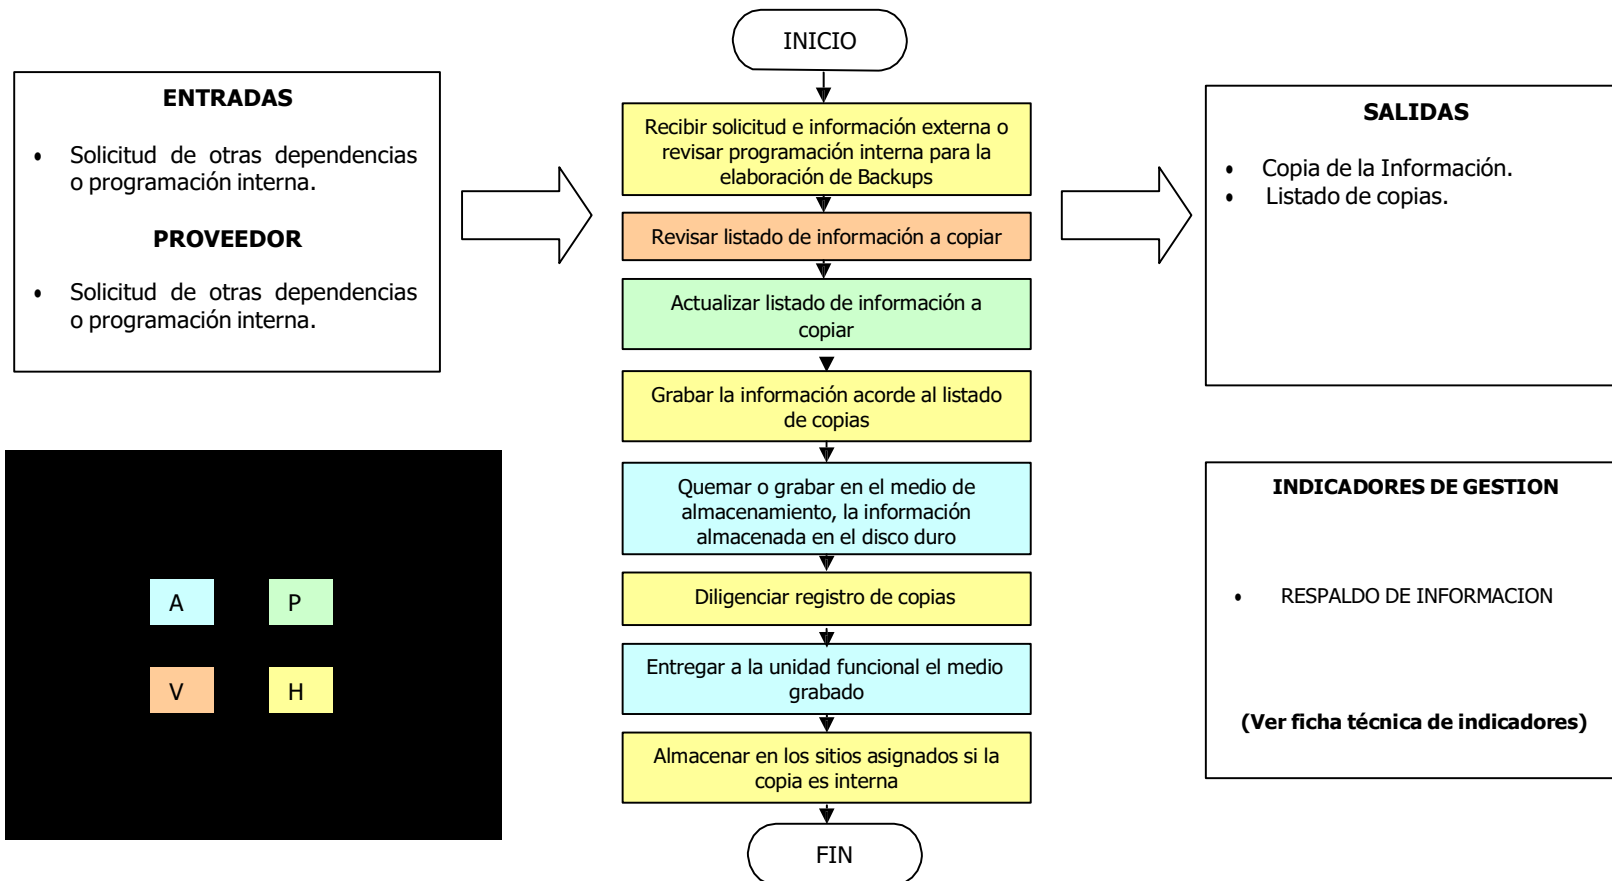 INICIO
ENTRADAS
• Solicitud de otras dependencias
o programación interna.
PROVEEDOR
• Solicitud de otras dependencias
o programación interna.
Recibir solicitud e información externa o
revisar programación interna para la
elaboración de Backups
Revisar listado de información a copiar
Actualizar listado de información a
copiar
Grabar la información acorde al listado
de copias
Quemar o grabar en el medio de
almacenamiento, la información
almacenada en el disco duro
Diligenciar registro de copias
Entregar a la unidad funcional el medio
grabado
Almacenar en los sitios asignados si la
copia es interna
FIN
SALIDAS
• Copia de la Información.
• Listado de copias.
A P
V H
INDICADORES DE GESTION
• RESPALDO DE INFORMACION
(Ver ficha técnica de indicadores)